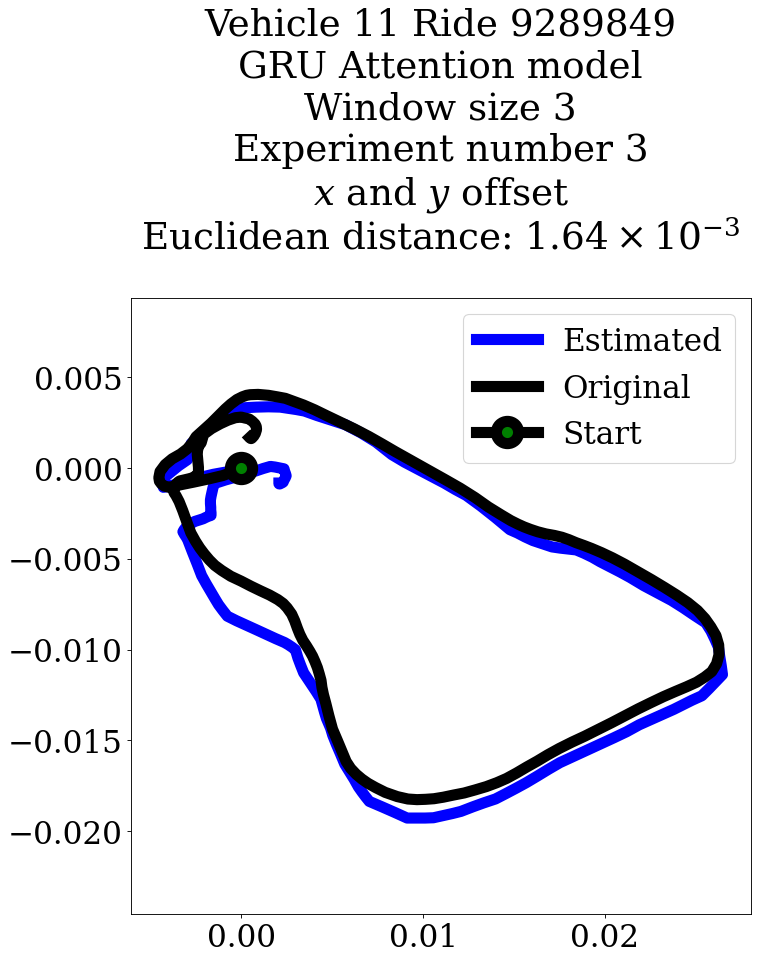 Vehicle 11 Ride 9289849
GRU Attention model
Window size 3
Experiment number 3
x and y offset
Euclidean distance: 1.64 × 10⁻³
Estimated
Original
Start
0.005
0.000
−0.005
−0.010
−0.015
−0.020
0.00 0.01 0.02